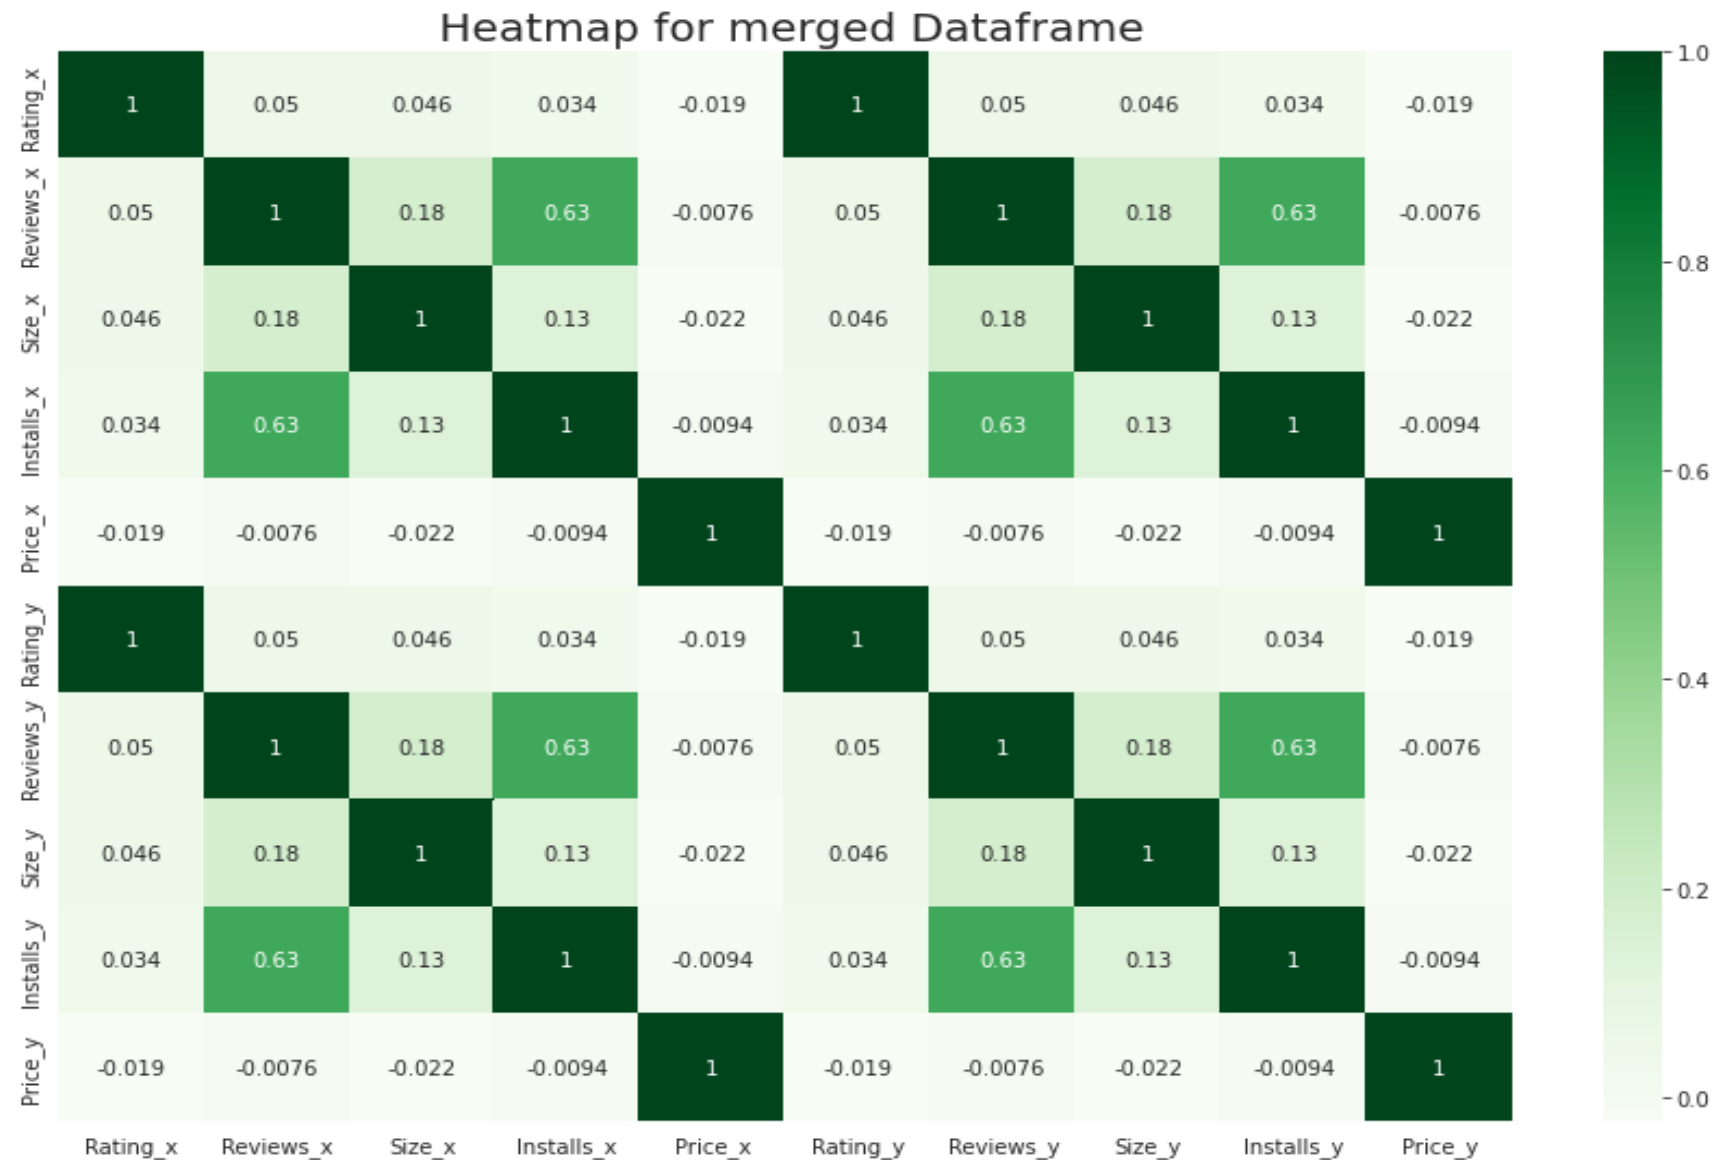 Heatmap for merged Dataframe
Rating_x 1 0.05 0.046 0.034 -0.019 1 0.05 0.046 0.034 -0.019
Reviews_x 0.05 1 0.18 0.63 -0.0076 0.05 1 0.18 0.63 -0.0076
Size_x 0.046 0.18 1 0.13 -0.022 0.046 0.18 1 0.13 -0.022
Installs_x 0.034 0.63 0.13 1 -0.0094 0.034 0.63 0.13 1 -0.0094
Price_x -0.019 -0.0076 -0.022 -0.0094 1 -0.019 -0.0076 -0.022 -0.0094 1
Rating_y 1 0.05 0.046 0.034 -0.019 1 0.05 0.046 0.034 -0.019
Reviews_y 0.05 1 0.18 0.63 -0.0076 0.05 1 0.18 0.63 -0.0076
Size_y 0.046 0.18 1 0.13 -0.022 0.046 0.18 1 0.13 -0.022
Installs_y 0.034 0.63 0.13 1 -0.0094 0.034 0.63 0.13 1 -0.0094
Price_y -0.019 -0.0076 -0.022 -0.0094 1 -0.019 -0.0076 -0.022 -0.0094 1
Rating_x Reviews_x Size_x Installs_x Price_x Rating_y Reviews_y Size_y Installs_y Price_y
1.0
0.8
0.6
0.4
0.2
0.0